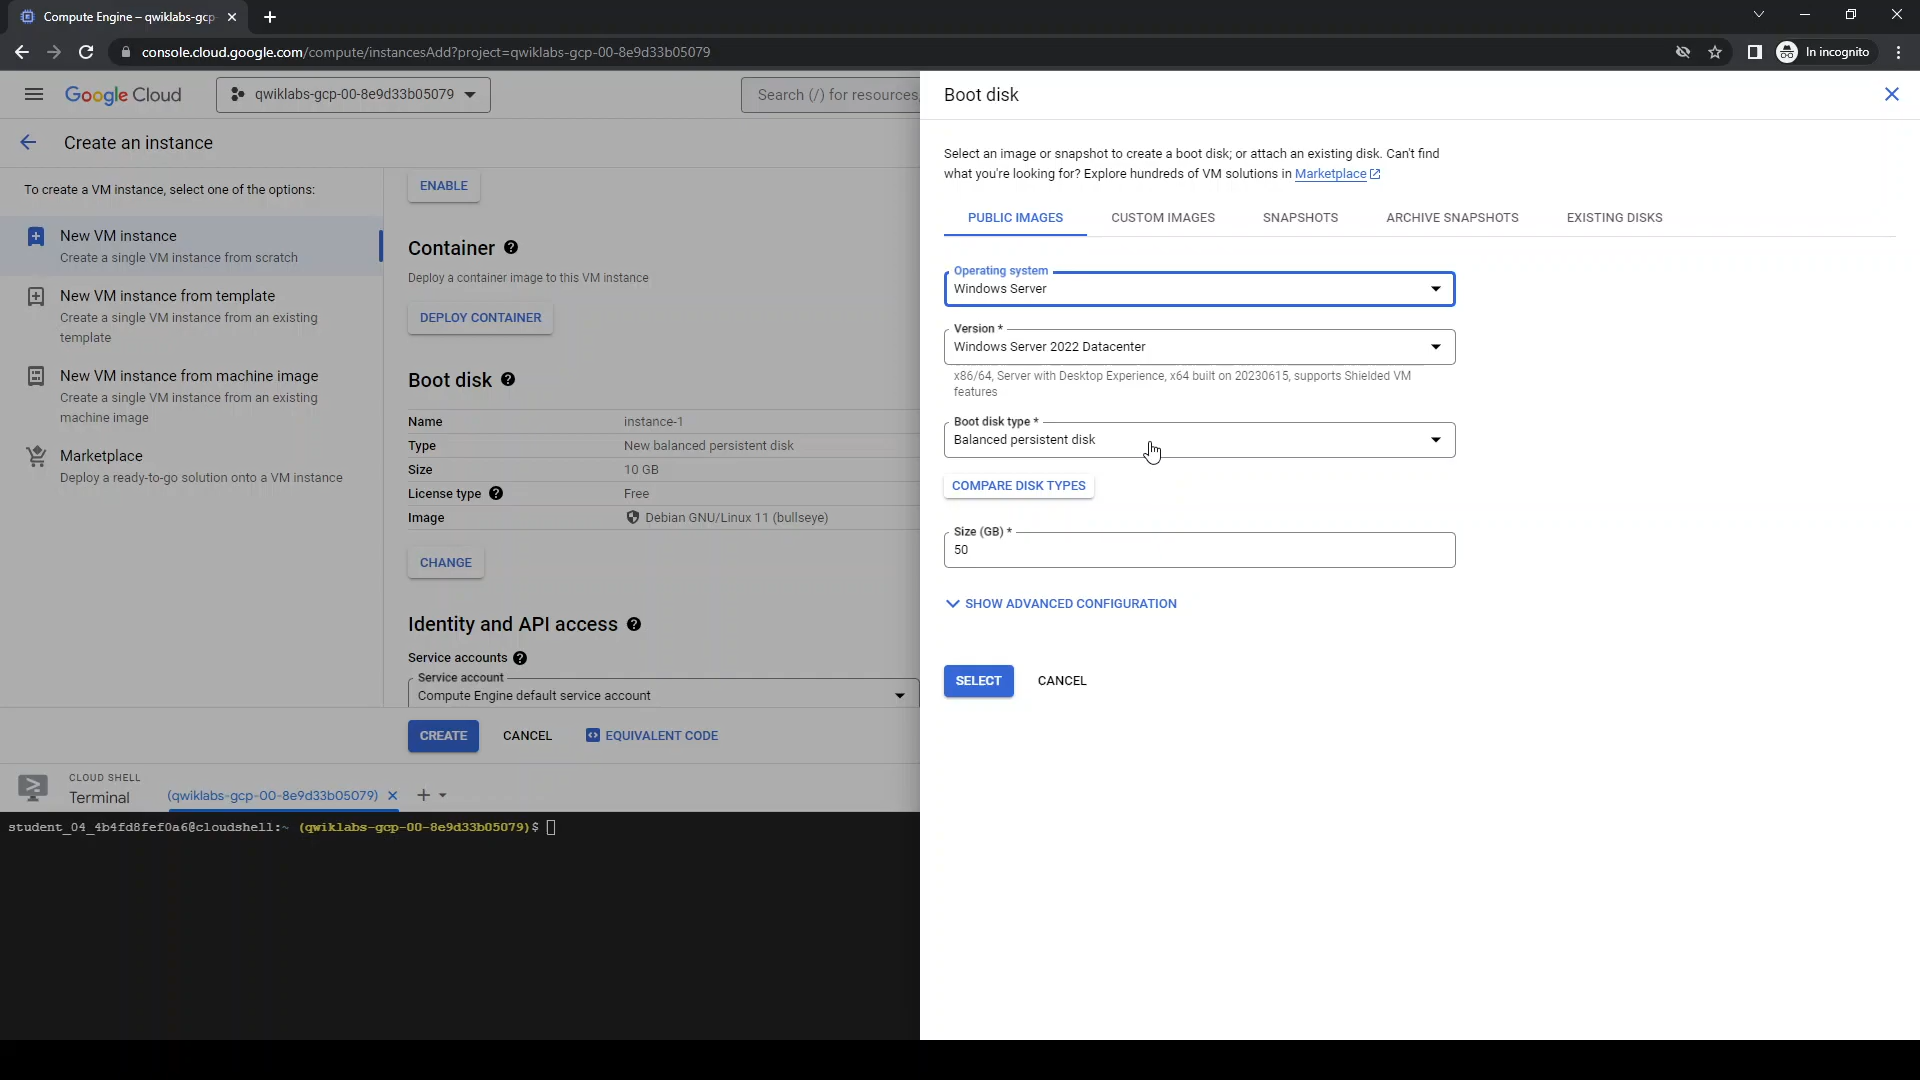 Compute Engine – qwiklabs-gcp
console.cloud.google.com/compute/instancesAdd?project=qwiklabs-gcp-00-8e9d33b05079
In incognito
Google Cloud
qwiklabs-gcp-00-8e9d33b05079
Search (/) for resources,
Create an instance
To create a VM instance, select one of the options:
New VM instance
Create a single VM instance from scratch
New VM instance from template
Create a single VM instance from an existing
template
New VM instance from machine image
Create a single VM instance from an existing
machine image
Marketplace
Deploy a ready-to-go solution onto a VM instance
ENABLE
Container
Deploy a container image to this VM instance
DEPLOY CONTAINER
Boot disk
Name instance-1
Type New balanced persistent disk
Size 10 GB
License type Free
Image Debian GNU/Linux 11 (bullseye)
CHANGE
Identity and API access
Service accounts
Service account
Compute Engine default service account
CREATE CANCEL EQUIVALENT CODE
CLOUD SHELL
Terminal
(qwiklabs-gcp-00-8e9d33b05079)
student_04_4b4fd8fef0a6@cloudshell:~ (qwiklabs-gcp-00-8e9d33b05079)$
Boot disk
Select an image or snapshot to create a boot disk; or attach an existing disk. Can't find
what you're looking for? Explore hundreds of VM solutions in Marketplace
PUBLIC IMAGES CUSTOM IMAGES SNAPSHOTS ARCHIVE SNAPSHOTS EXISTING DISKS
Operating system
Windows Server
Version *
Windows Server 2022 Datacenter
x86/64, Server with Desktop Experience, x64 built on 20230615, supports Shielded VM
features
Boot disk type *
Balanced persistent disk
COMPARE DISK TYPES
Size (GB) *
50
SHOW ADVANCED CONFIGURATION
SELECT CANCEL